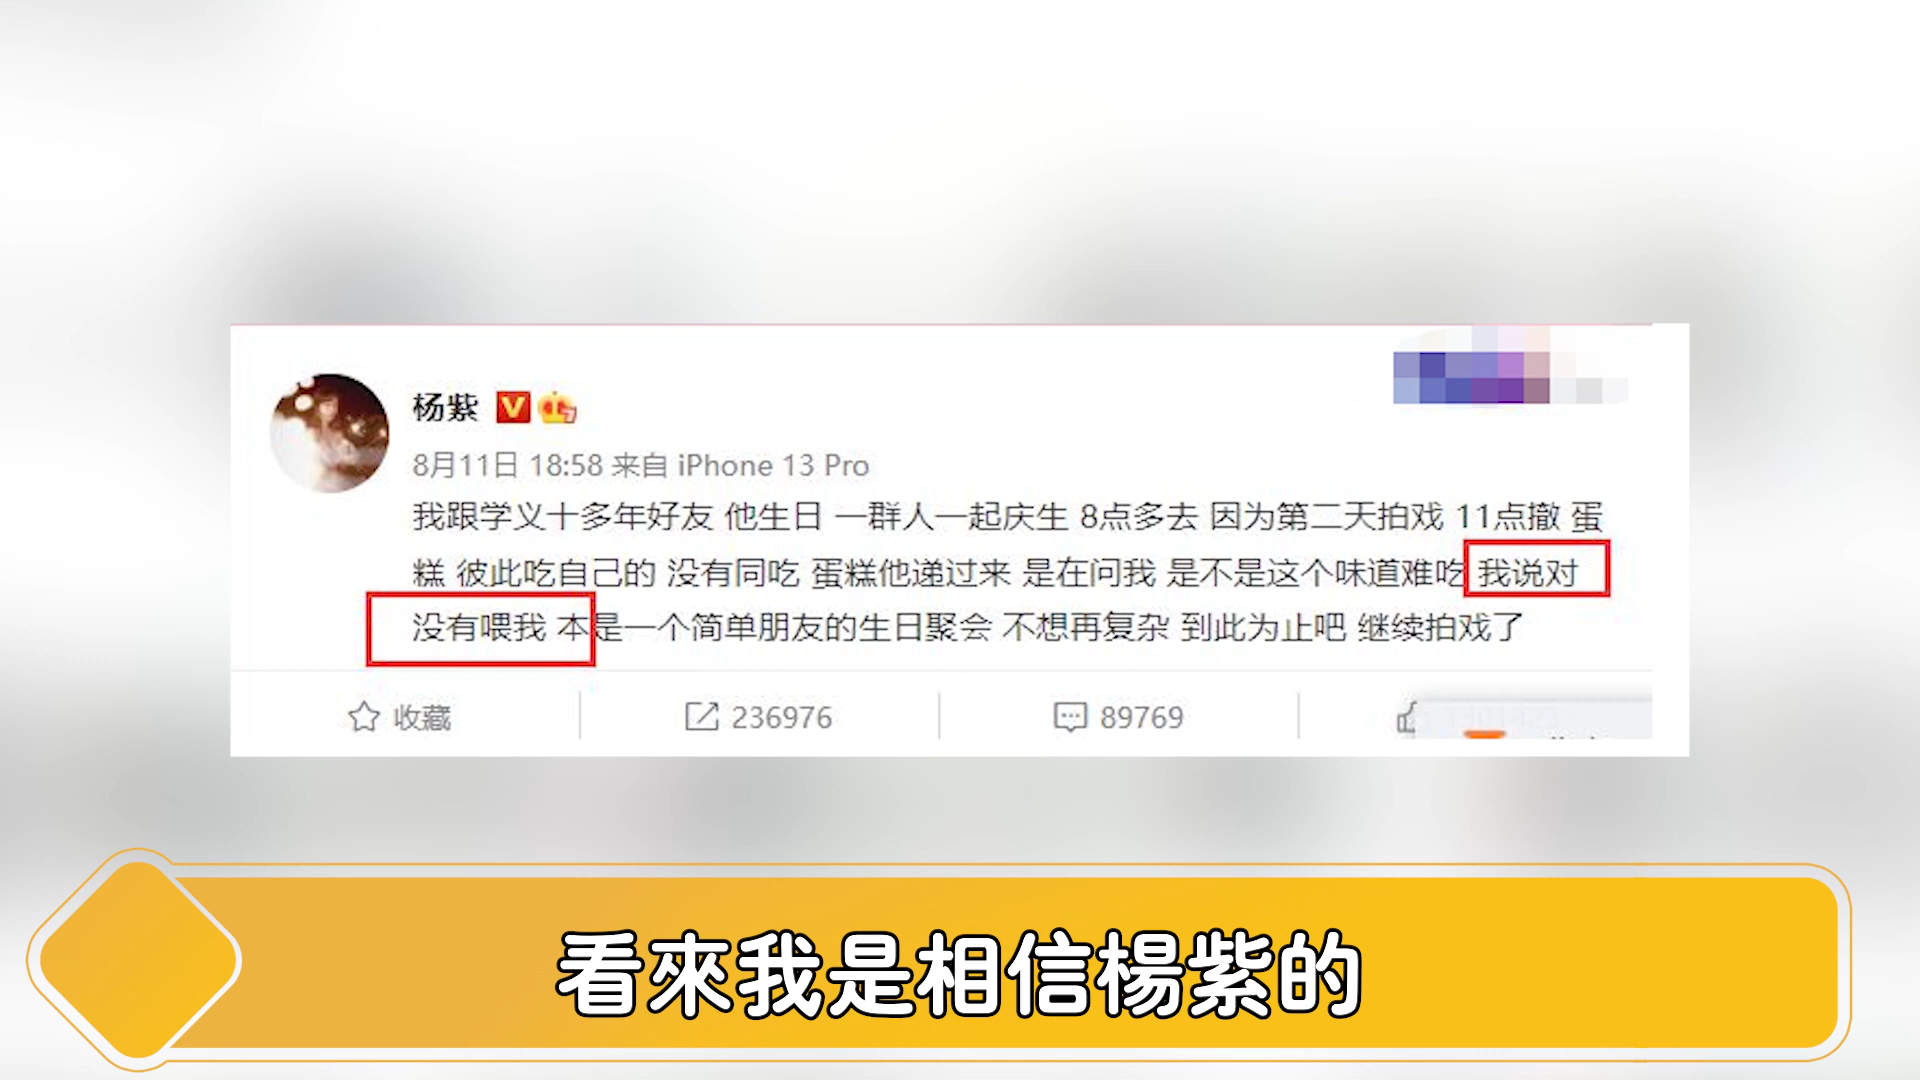 杨紫
8月11日 18:58 来自 iPhone 13 Pro
我跟学义十多年好友 他生日 一群人一起庆生 8点多去 因为第二天拍戏 11点撤 蛋
糕 彼此吃自己的 没有同吃 蛋糕他递过来 是在问我 是不是这个味道难吃 我说对
没有喂我 本是一个简单朋友的生日聚会 不想再复杂 到此为止吧 继续拍戏了
收藏 236976 89769
看來我是相信楊紫的